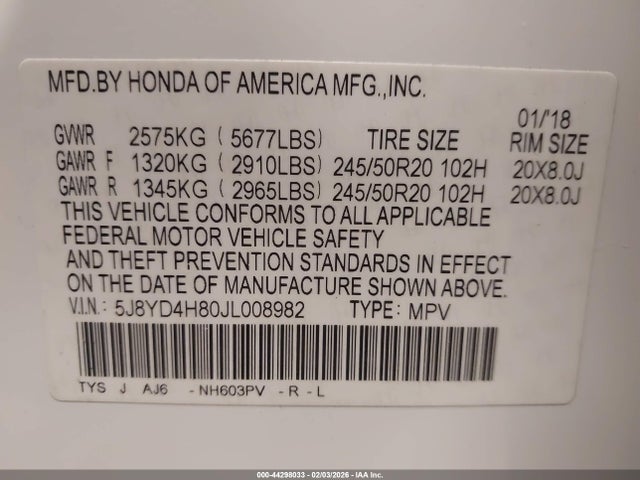 MFD.BY HONDA OF AMERICA MFG.,INC.
01/'18
GVWR 2575KG ( 5677LBS) TIRE SIZE RIM SIZE
GAWR F 1320KG ( 2910LBS) 245/50R20 102H 20X8.0J
GAWR R 1345KG ( 2965LBS) 245/50R20 102H 20X8.0J
THIS VEHICLE CONFORMS TO ALL APPLICABLE
FEDERAL MOTOR VEHICLE SAFETY
AND THEFT PREVENTION STANDARDS IN EFFECT
ON THE DATE OF MANUFACTURE SHOWN ABOVE.
V.I.N.: 5J8YD4H80JL008982 TYPE: MPV
TYS J AJ6 -NH603PV -R-L
000-44298033 - 02/03/2026 - IAA Inc.